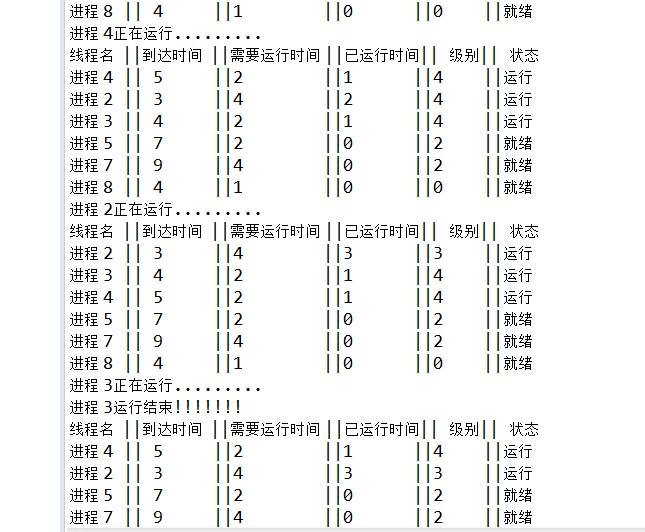 进程 8 || 4 ||1 ||0 ||0 ||就绪
进程 4正在运行.........
线程名 ||到达时间 ||需要运行时间 ||已运行时间|| 级别|| 状态
进程 4 || 5 ||2 ||1 ||4 ||运行
进程 2 || 3 ||4 ||2 ||4 ||运行
进程 3 || 4 ||2 ||1 ||4 ||运行
进程 5 || 7 ||2 ||0 ||2 ||就绪
进程 7 || 9 ||4 ||0 ||2 ||就绪
进程 8 || 4 ||1 ||0 ||0 ||就绪
进程 2正在运行.........
线程名 ||到达时间 ||需要运行时间 ||已运行时间|| 级别|| 状态
进程 2 || 3 ||4 ||3 ||3 ||运行
进程 3 || 4 ||2 ||1 ||4 ||运行
进程 4 || 5 ||2 ||1 ||4 ||运行
进程 5 || 7 ||2 ||0 ||2 ||就绪
进程 7 || 9 ||4 ||0 ||2 ||就绪
进程 8 || 4 ||1 ||0 ||0 ||就绪
进程 3正在运行.........
进程 3运行结束!!!!!!!
线程名 ||到达时间 ||需要运行时间 ||已运行时间|| 级别|| 状态
进程 4 || 5 ||2 ||1 ||4 ||运行
进程 2 || 3 ||4 ||3 ||3 ||运行
进程 5 || 7 ||2 ||0 ||2 ||就绪
进程 7 || 9 ||4 ||0 ||2 ||就绪